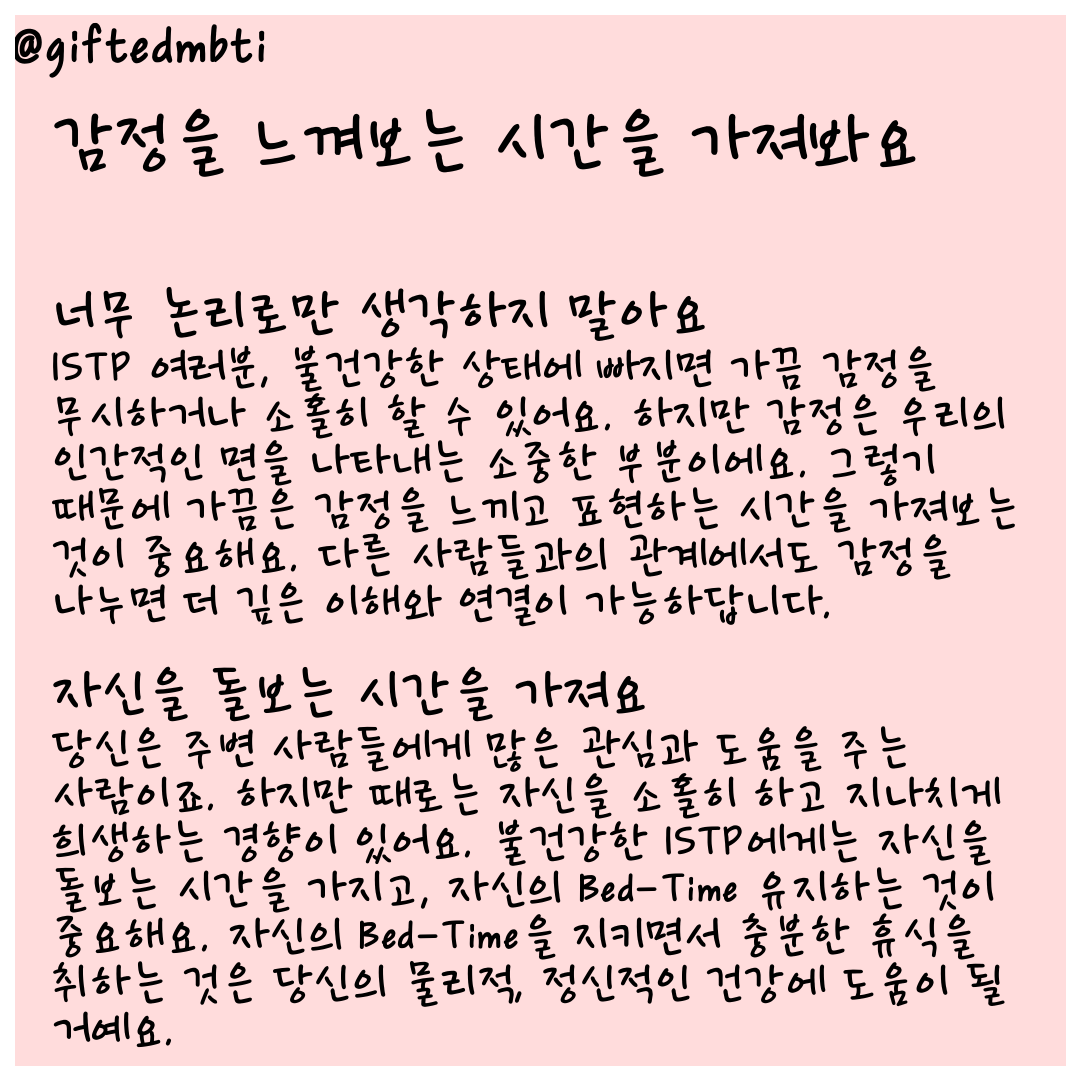 @giftedmbti
감정을 느껴보는 시간을 가져봐요
너무 논리로만 생각하지 말아요
ISTP 여러분, 불건강한 상태에 빠지면 가끔 감정을
무시하거나 소홀히 할 수 있어요. 하지만 감정은 우리의
인간적인 면을 나타내는 소중한 부분이에요. 그렇기
때문에 가끔은 감정을 느끼고 표현하는 시간을 가져보는
것이 중요해요. 다른 사람들과의 관계에서도 감정을
나누면 더 깊은 이해와 연결이 가능하답니다.
자신을 돌보는 시간을 가져요
당신은 주변 사람들에게 많은 관심과 도움을 주는
사람이죠. 하지만 때로는 자신을 소홀히 하고 지나치게
희생하는 경향이 있어요. 불건강한 ISTP에게는 자신을
돌보는 시간을 가지고, 자신의 Bed-Time 유지하는 것이
중요해요. 자신의 Bed-Time을 지키면서 충분한 휴식을
취하는 것은 당신의 물리적, 정신적인 건강에 도움이 될
거예요.